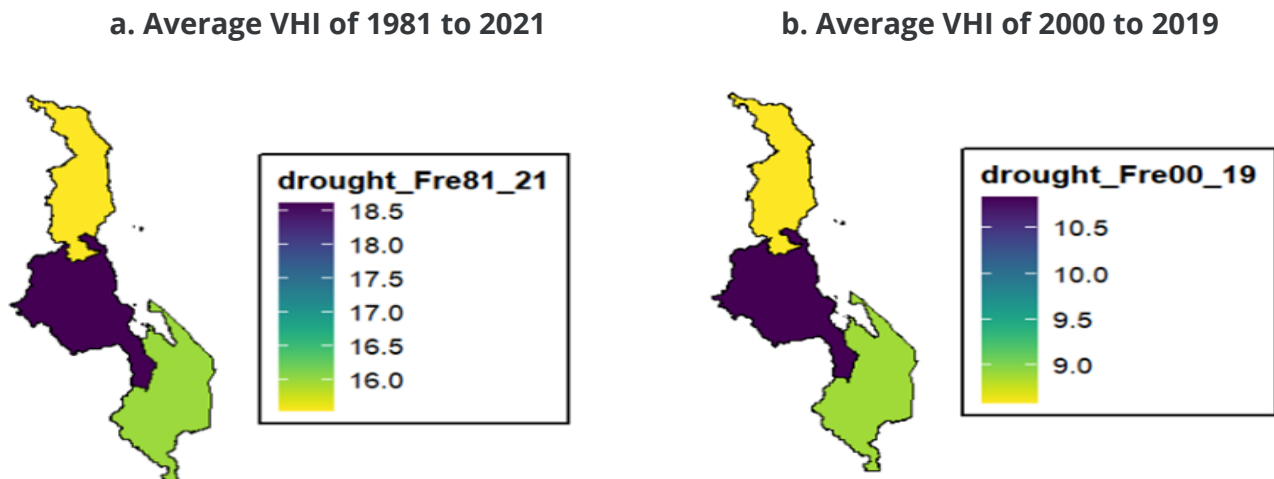 a. Average VHI of 1981 to 2021
b. Average VHI of 2000 to 2019
drought_Fre81_21
18.5
18.0
17.5
17.0
16.5
16.0
drought_Fre00_19
10.5
10.0
9.5
9.0